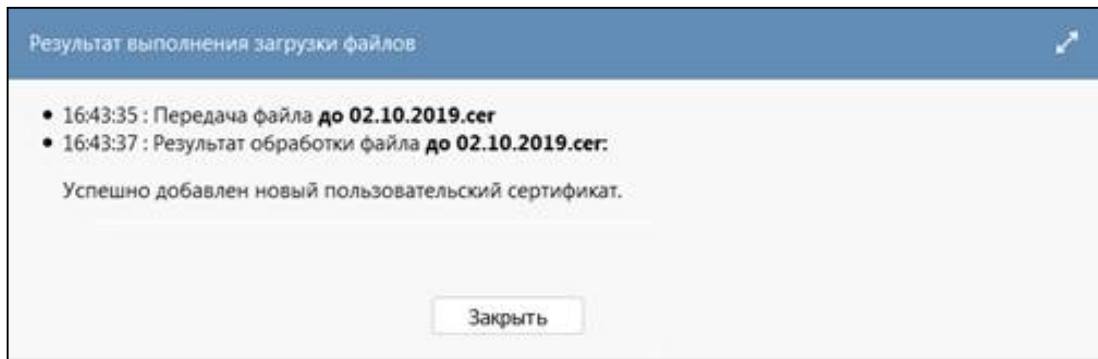 Результат выполнения загрузки файлов
• 16:43:35 : Передача файла до 02.10.2019.cer
• 16:43:37 : Результат обработки файла до 02.10.2019.cer:
Успешно добавлен новый пользовательский сертификат.
Закрыть